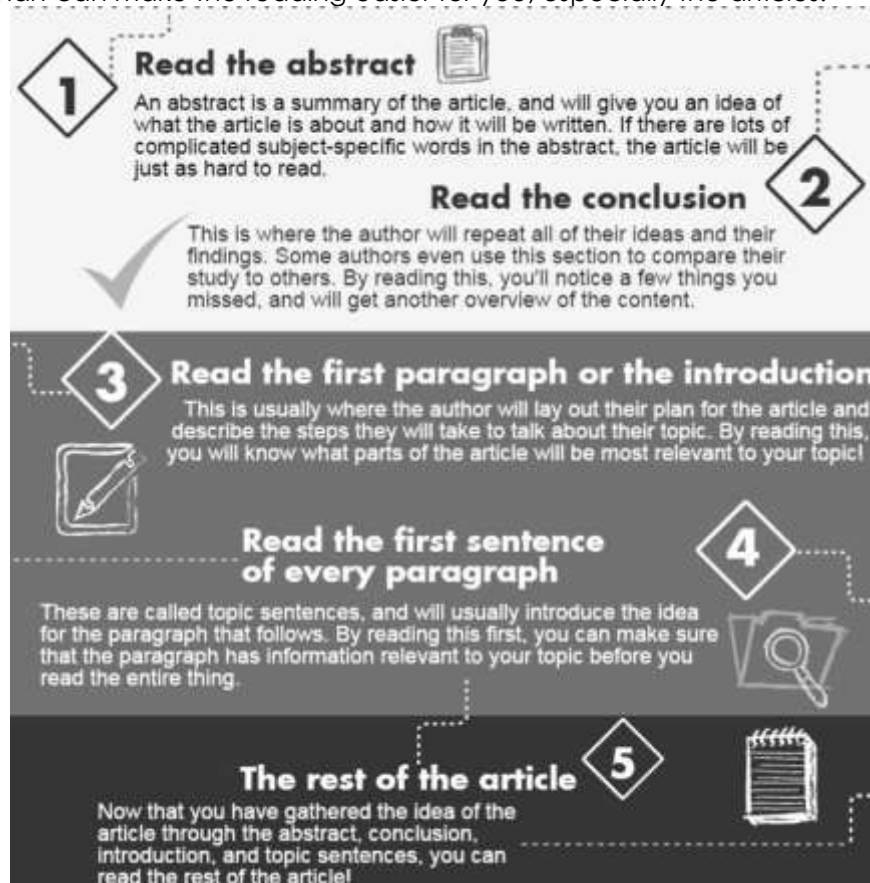 can make the reading easier for you, especially the articles.
1
Read the abstract
An abstract is a summary of the article, and will give you an idea of
what the article is about and how it will be written. If there are lots of
complicated subject-specific words in the abstract, the article will be
just as hard to read.
Read the conclusion
2
This is where the author will repeat all of their ideas and their
findings. Some authors even use this section to compare their
study to others. By reading this, you'll notice a few things you
missed, and will get another overview of the content.
3
Read the first paragraph or the introduction
This is usually where the author will lay out their plan for the article and
describe the steps they will take to talk about their topic. By reading this,
you will know what parts of the article will be most relevant to your topic!
Read the first sentence
of every paragraph
4
These are called topic sentences, and will usually introduce the idea
for the paragraph that follows. By reading this first, you can make sure
that the paragraph has information relevant to your topic before you
read the entire thing.
The rest of the article
5
Now that you have gathered the idea of the
article through the abstract, conclusion,
introduction, and topic sentences, you can
read the rest of the article!